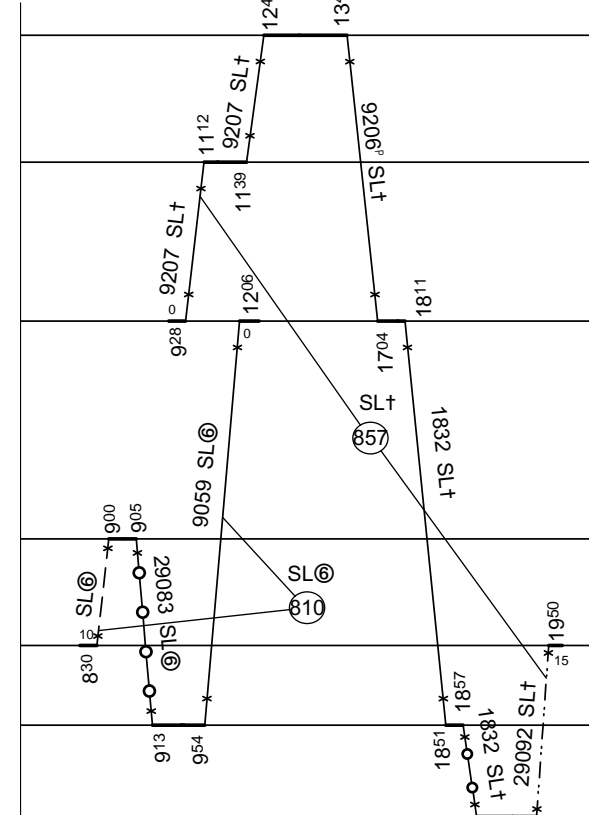 12⁴
13⁴
9207 SL†
9206ᵖ SL†
11¹²
11³⁹
9207 SL†
0
9²⁸
12⁰⁶
0
17⁰⁴
18¹¹
SL†
857
1832 SL†
9059 SL⑥
9⁰⁰
9⁰⁵
29083 SL⑥
SL⑥
810
SL⑥
10
8³⁰
19⁵⁰
15
9¹³
9⁵⁴
18⁵¹
18⁵⁷
1832 SL†
29092 SL†